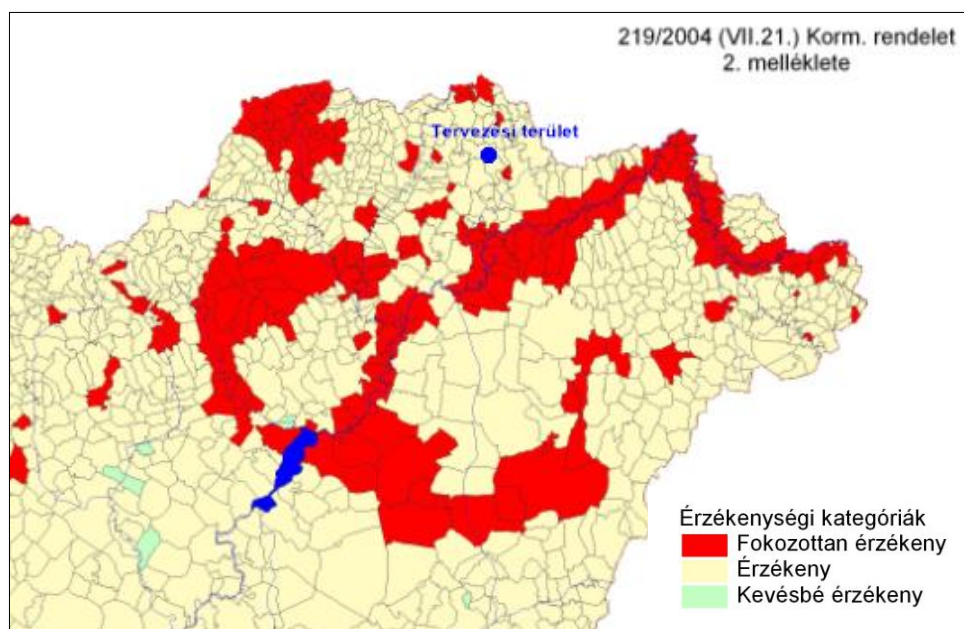 219/2004 (VII.21.) Korm. rendelet
2. melléklete
Tervezési terület
Érzékenységi kategóriák
Fokozottan érzékeny
Érzékeny
Kevésbé érzékeny